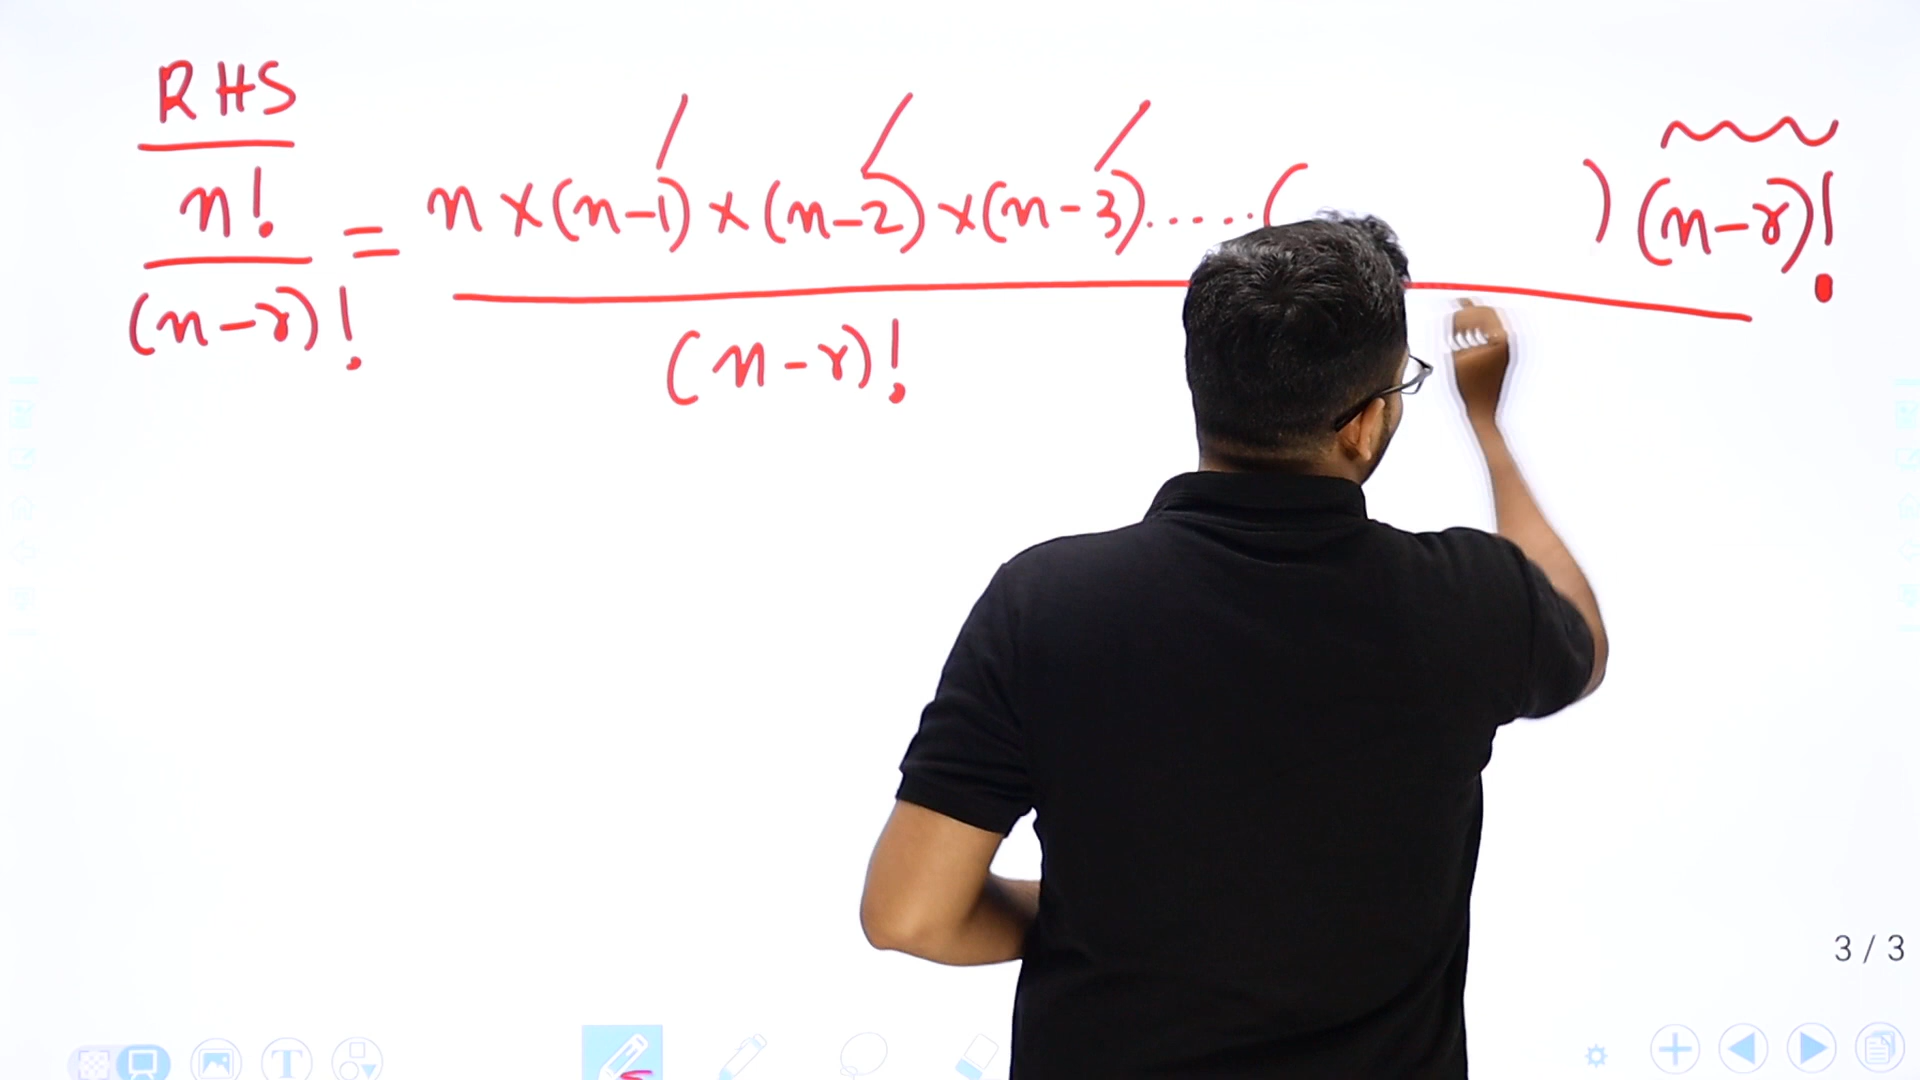 RHS
n! / (n-r)! = n×(n-1)×(n-2)×(n-3).....( )(n-r)! / (n-r)!
3 / 3
T